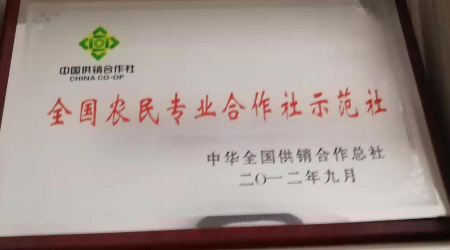 中国供销合作社
CHINA CO-OP
全国农民专业合作社示范社
中华全国供销合作总社
二〇一二年九月